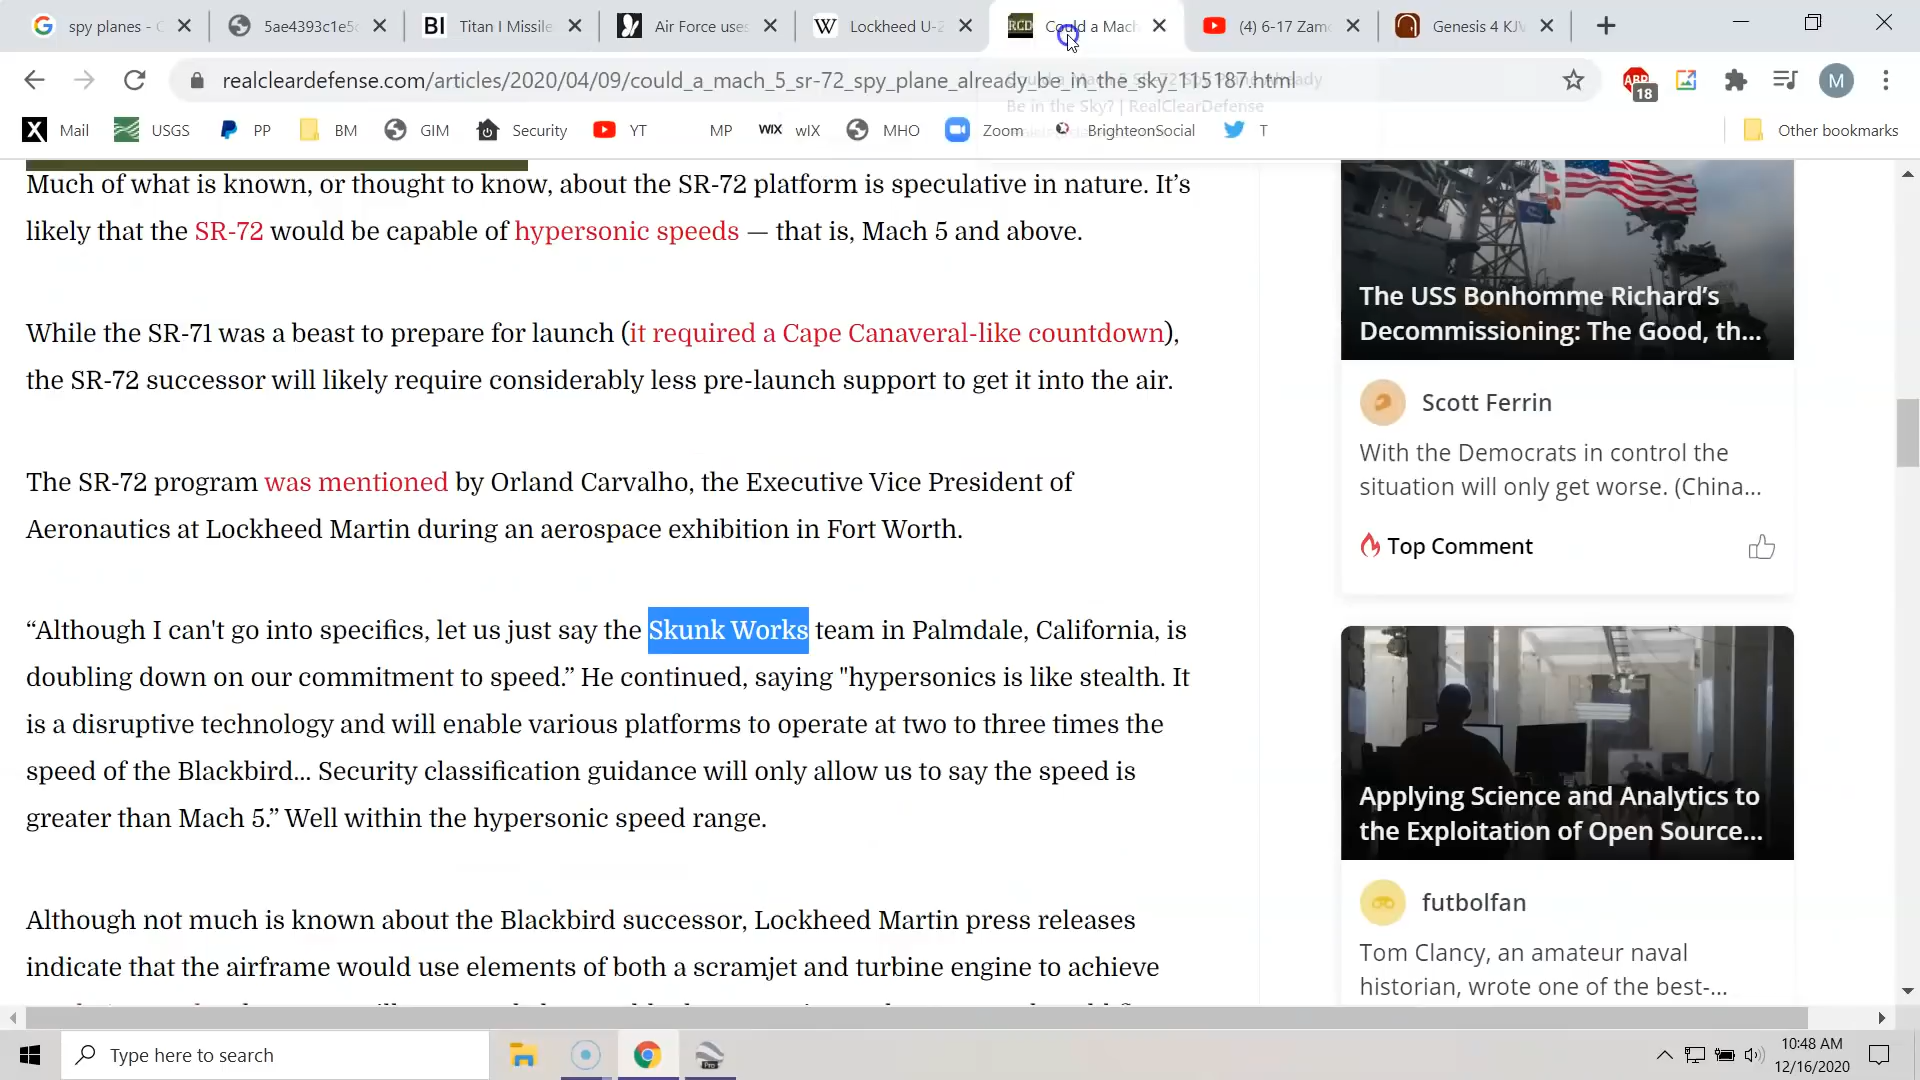 spy planes - G
5ae4393c1e5c
BI Titan I Missile
Air Force uses
W Lockheed U-2
RCD Could a Mach
(4) 6-17 Zamo
Genesis 4 KJV
realcleardefense.com/articles/2020/04/09/could_a_mach_5_sr-72_spy_plane_already_be_in_the_sky_115187.html
ABP
18
M
Be in the Sky? | RealClearDefense
X Mail
USGS
PP
BM
GIM
Security
YT
MP
WIX wIX
MHO
Zoom
BrighteonSocial
T
Other bookmarks
Much of what is known, or thought to know, about the SR-72 platform is speculative in nature. It’s
likely that the SR-72 would be capable of hypersonic speeds — that is, Mach 5 and above.
While the SR-71 was a beast to prepare for launch (it required a Cape Canaveral-like countdown),
the SR-72 successor will likely require considerably less pre-launch support to get it into the air.
The SR-72 program was mentioned by Orland Carvalho, the Executive Vice President of
Aeronautics at Lockheed Martin during an aerospace exhibition in Fort Worth.
“Although I can't go into specifics, let us just say the Skunk Works team in Palmdale, California, is
doubling down on our commitment to speed.” He continued, saying "hypersonics is like stealth. It
is a disruptive technology and will enable various platforms to operate at two to three times the
speed of the Blackbird... Security classification guidance will only allow us to say the speed is
greater than Mach 5.” Well within the hypersonic speed range.
Although not much is known about the Blackbird successor, Lockheed Martin press releases
indicate that the airframe would use elements of both a scramjet and turbine engine to achieve
The USS Bonhomme Richard’s
Decommissioning: The Good, th...
Scott Ferrin
With the Democrats in control the
situation will only get worse. (China...
Top Comment
Applying Science and Analytics to
the Exploitation of Open Source...
futbolfan
Tom Clancy, an amateur naval
historian, wrote one of the best-...
Type here to search
10:48 AM
12/16/2020